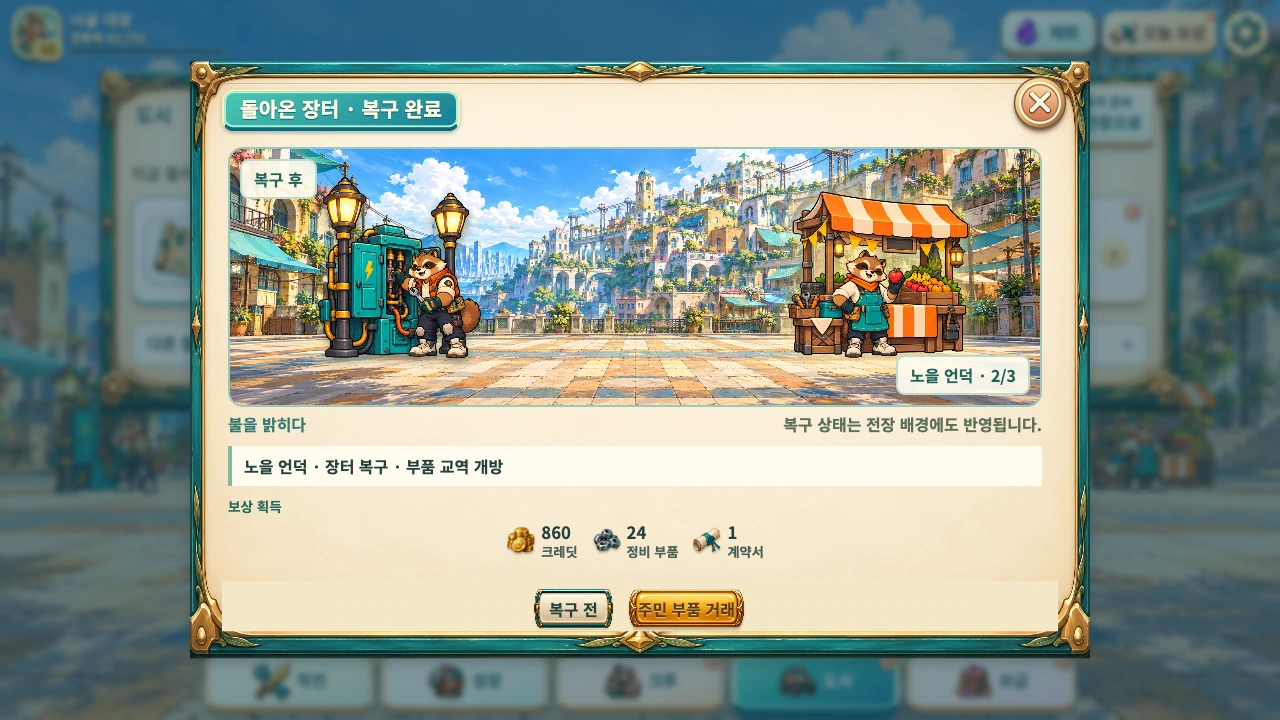 돌아온 장터 · 복구 완료
복구 후
노을 언덕 · 2/3
불을 밝히다
복구 상태는 전장 배경에도 반영됩니다.
노을 언덕 · 장터 복구 · 부품 교역 개방
보상 획득
860
크레딧
24
정비 부품
1
계약서
복구 전
주민 부품 거래
도시